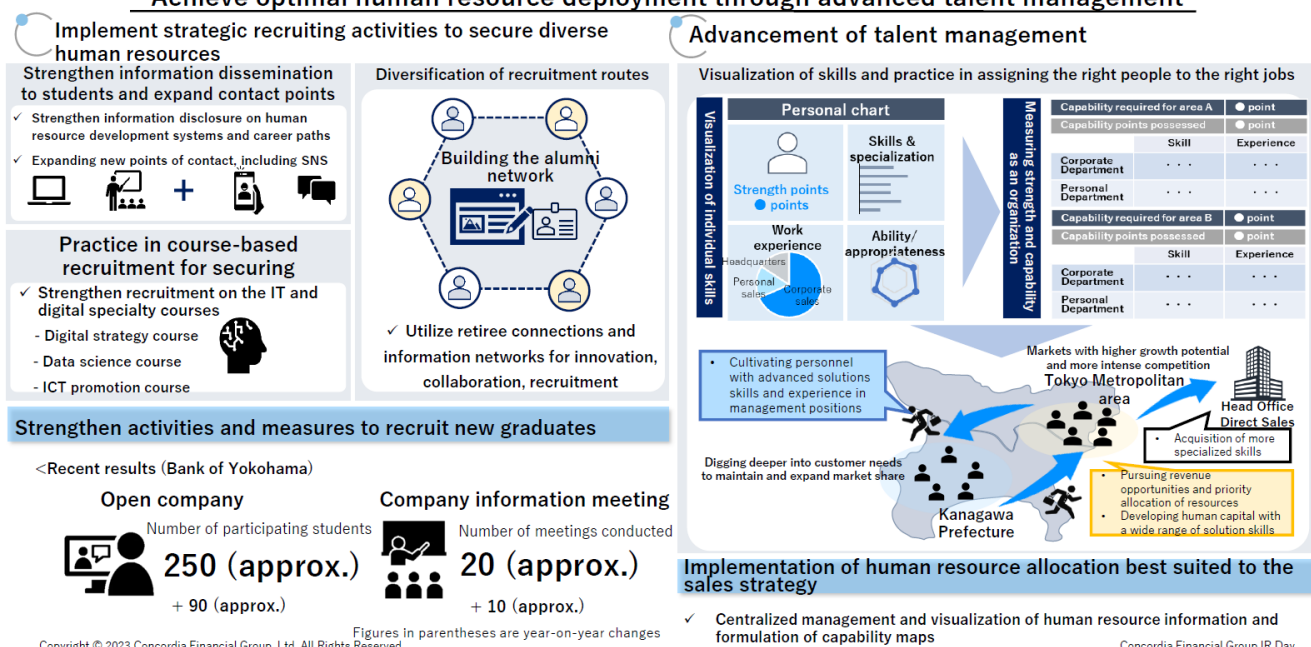 Achieve optimal human resource deployment through advanced talent management
Implement strategic recruiting activities to secure diverse
human resources
Strengthen information dissemination
to students and expand contact points
✓ Strengthen information disclosure on human
resource development systems and career paths
✓ Expanding new points of contact, including SNS
+
Practice in course-based
recruitment for securing
✓ Strengthen recruitment on the IT and
digital specialty courses
- Digital strategy course
- Data science course
- ICT promotion course
Diversification of recruitment routes
Building the alumni
network
✓ Utilize retiree connections and
information networks for innovation,
collaboration, recruitment
Strengthen activities and measures to recruit new graduates
<Recent results (Bank of Yokohama)
Open company
Number of participating students
250 (approx.)
+ 90 (approx.)
Company information meeting
Number of meetings conducted
20 (approx.)
+ 10 (approx.)
Figures in parentheses are year-on-year changes
Copyright © 2023 Concordia Financial Group, Ltd. All Rights Reserved.
Advancement of talent management
Visualization of skills and practice in assigning the right people to the right jobs
Visualization of individual skills
Personal chart
Strength points
● points
Skills &
specialization
Work
experience
Headquarters
Personal
sales
Corporate
sales
Ability/
appropriateness
Measuring strength and capability
as an organization
Capability required for area A ● point
Capability points possessed ● point
Skill Experience
Corporate
Department
・・・ ・・・
Personal
Department
・・・ ・・・
Capability required for area B ● point
Capability points possessed ● point
Skill Experience
Corporate
Department
・・・ ・・・
Personal
Department
・・・ ・・・
• Cultivating personnel
with advanced solutions
skills and experience in
management positions
Markets with higher growth potential
and more intense competition
Tokyo Metropolitan
area
Head Office
Direct Sales
• Acquisition of more
specialized skills
Digging deeper into customer needs
to maintain and expand market share
Kanagawa
Prefecture
• Pursuing revenue
opportunities and priority
allocation of resources
• Developing human capital with
a wide range of solution skills
Implementation of human resource allocation best suited to the
sales strategy
✓ Centralized management and visualization of human resource information and
formulation of capability maps
Concordia Financial Group IR Day